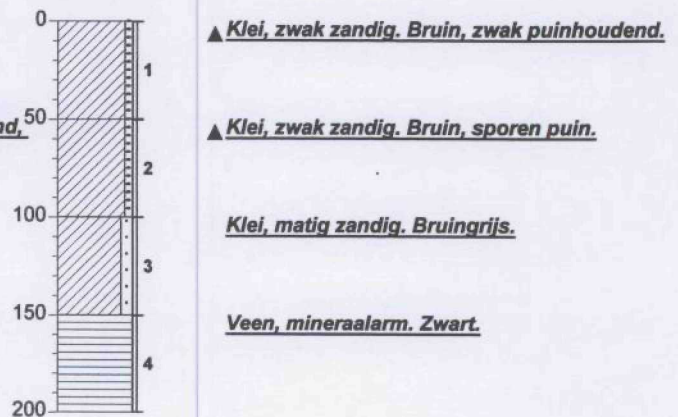 0
▲ Klei, zwak zandig. Bruin, zwak puinhoudend.
1
50
nd,
▲ Klei, zwak zandig. Bruin, sporen puin.
2
100
Klei, matig zandig. Bruingrijs.
3
150
Veen, mineraalarm. Zwart.
4
200